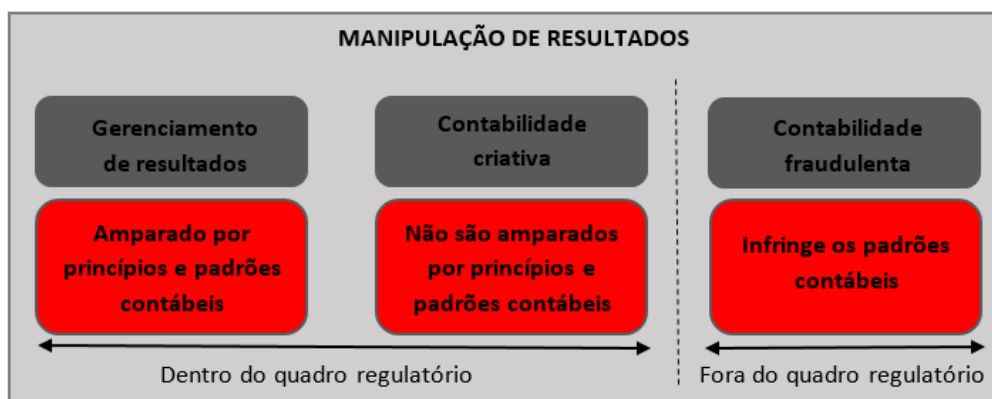 MANIPULAÇÃO DE RESULTADOS
Gerenciamento
de resultados
Contabilidade
criativa
Contabilidade
fraudulenta
Amparado por
princípios e padrões
contábeis
Não são amparados
por princípios e
padrões contábeis
Infringe os padrões
contábeis
Dentro do quadro regulatório
Fora do quadro regulatório